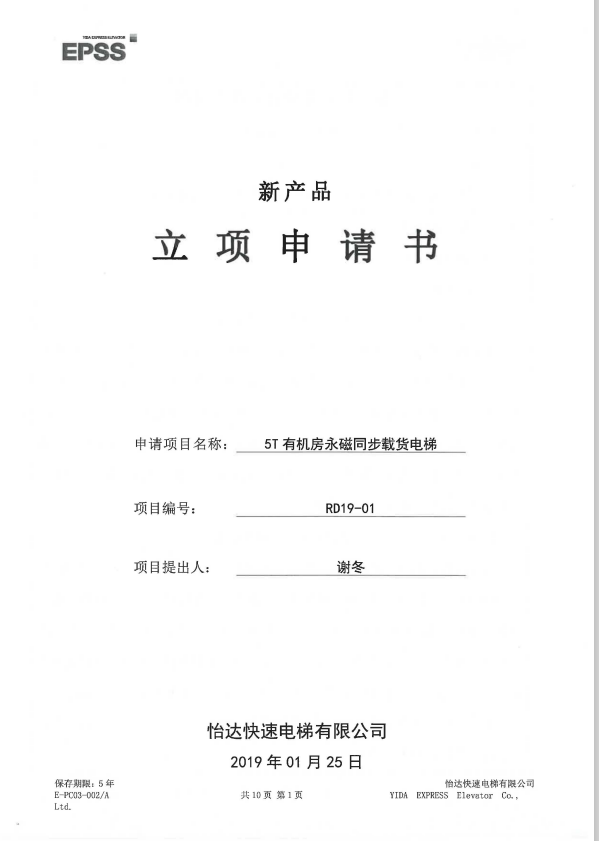 YIDA EXPRESS ELEVATOR
EPSS
新产品
立项申请书
申请项目名称： 5T 有机房永磁同步载货电梯
项目编号： RD19-01
项目提出人： 谢冬
怡达快速电梯有限公司
2019 年 01 月 25 日
保存期限：5 年 怡达快速电梯有限公司
E-PC03-002/A 共 10 页 第 1 页 YIDA EXPRESS Elevator Co.,
Ltd.